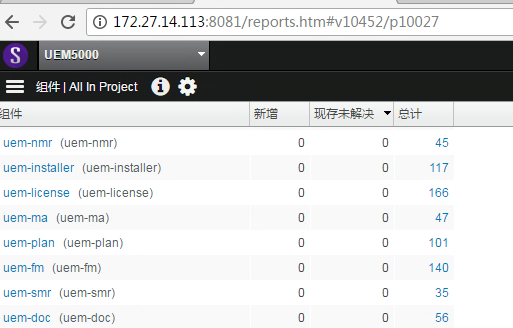 172.27.14.113:8081/reports.htm#v10452/p10027
S UEM5000
组件 | All In Project
组件 新增 现存未解决 总计
uem-nmr (uem-nmr) 0 0 45
uem-installer (uem-installer) 0 0 117
uem-license (uem-license) 0 0 166
uem-ma (uem-ma) 0 0 47
uem-plan (uem-plan) 0 0 101
uem-fm (uem-fm) 0 0 140
uem-smr (uem-smr) 0 0 35
uem-doc (uem-doc) 0 0 56